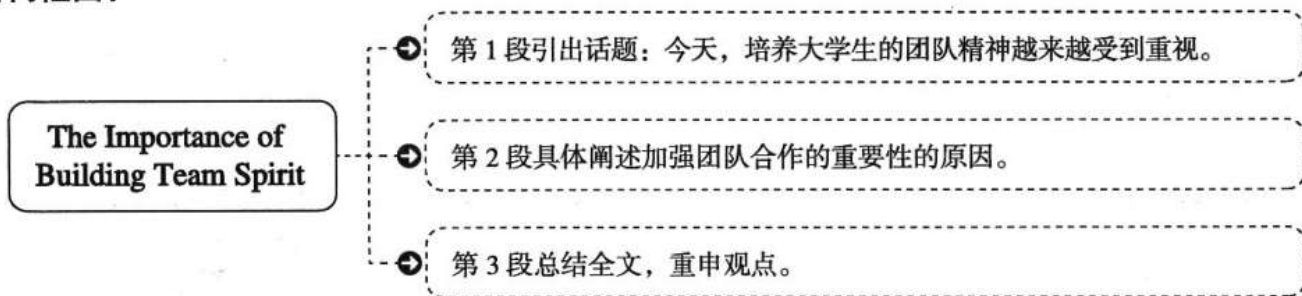 第1段引出话题：今天，培养大学生的团队精神越来越受到重视。
The Importance of
Building Team Spirit
第2段具体阐述加强团队合作的重要性的原因。
第3段总结全文，重申观点。